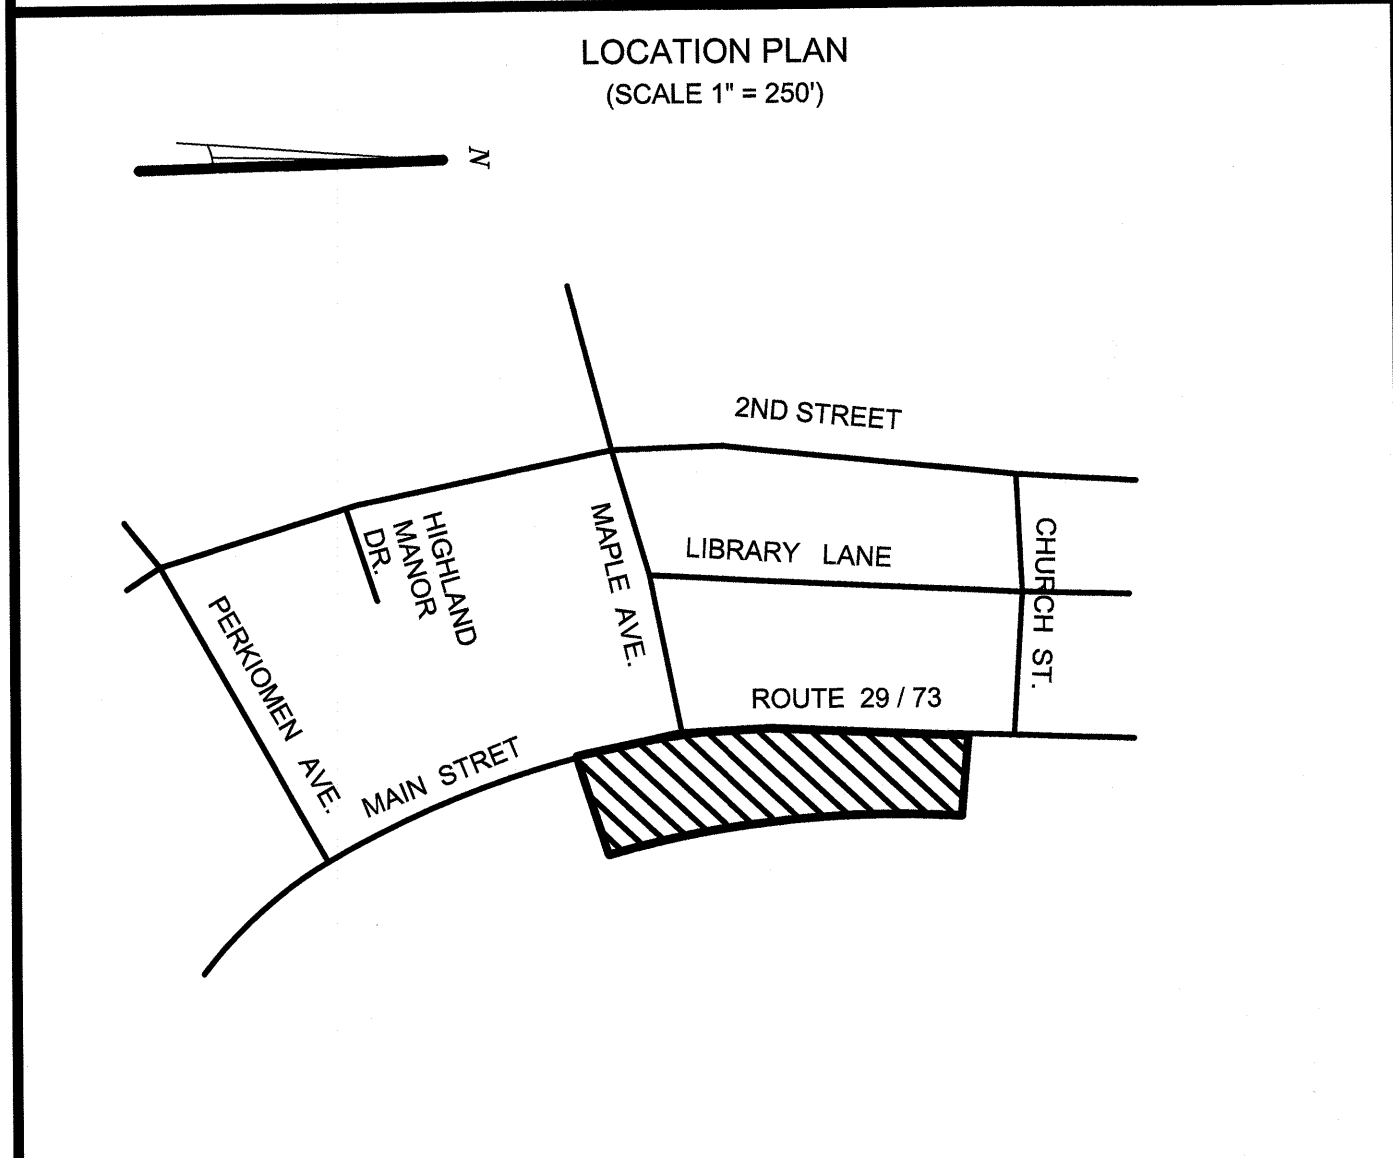 LOCATION PLAN
(SCALE 1" = 250')
N
2ND STREET
HIGHLAND
MANOR
DR.
MAPLE AVE.
LIBRARY LANE
CHURCH ST.
PERKIOMEN AVE.
ROUTE 29 / 73
MAIN STRET